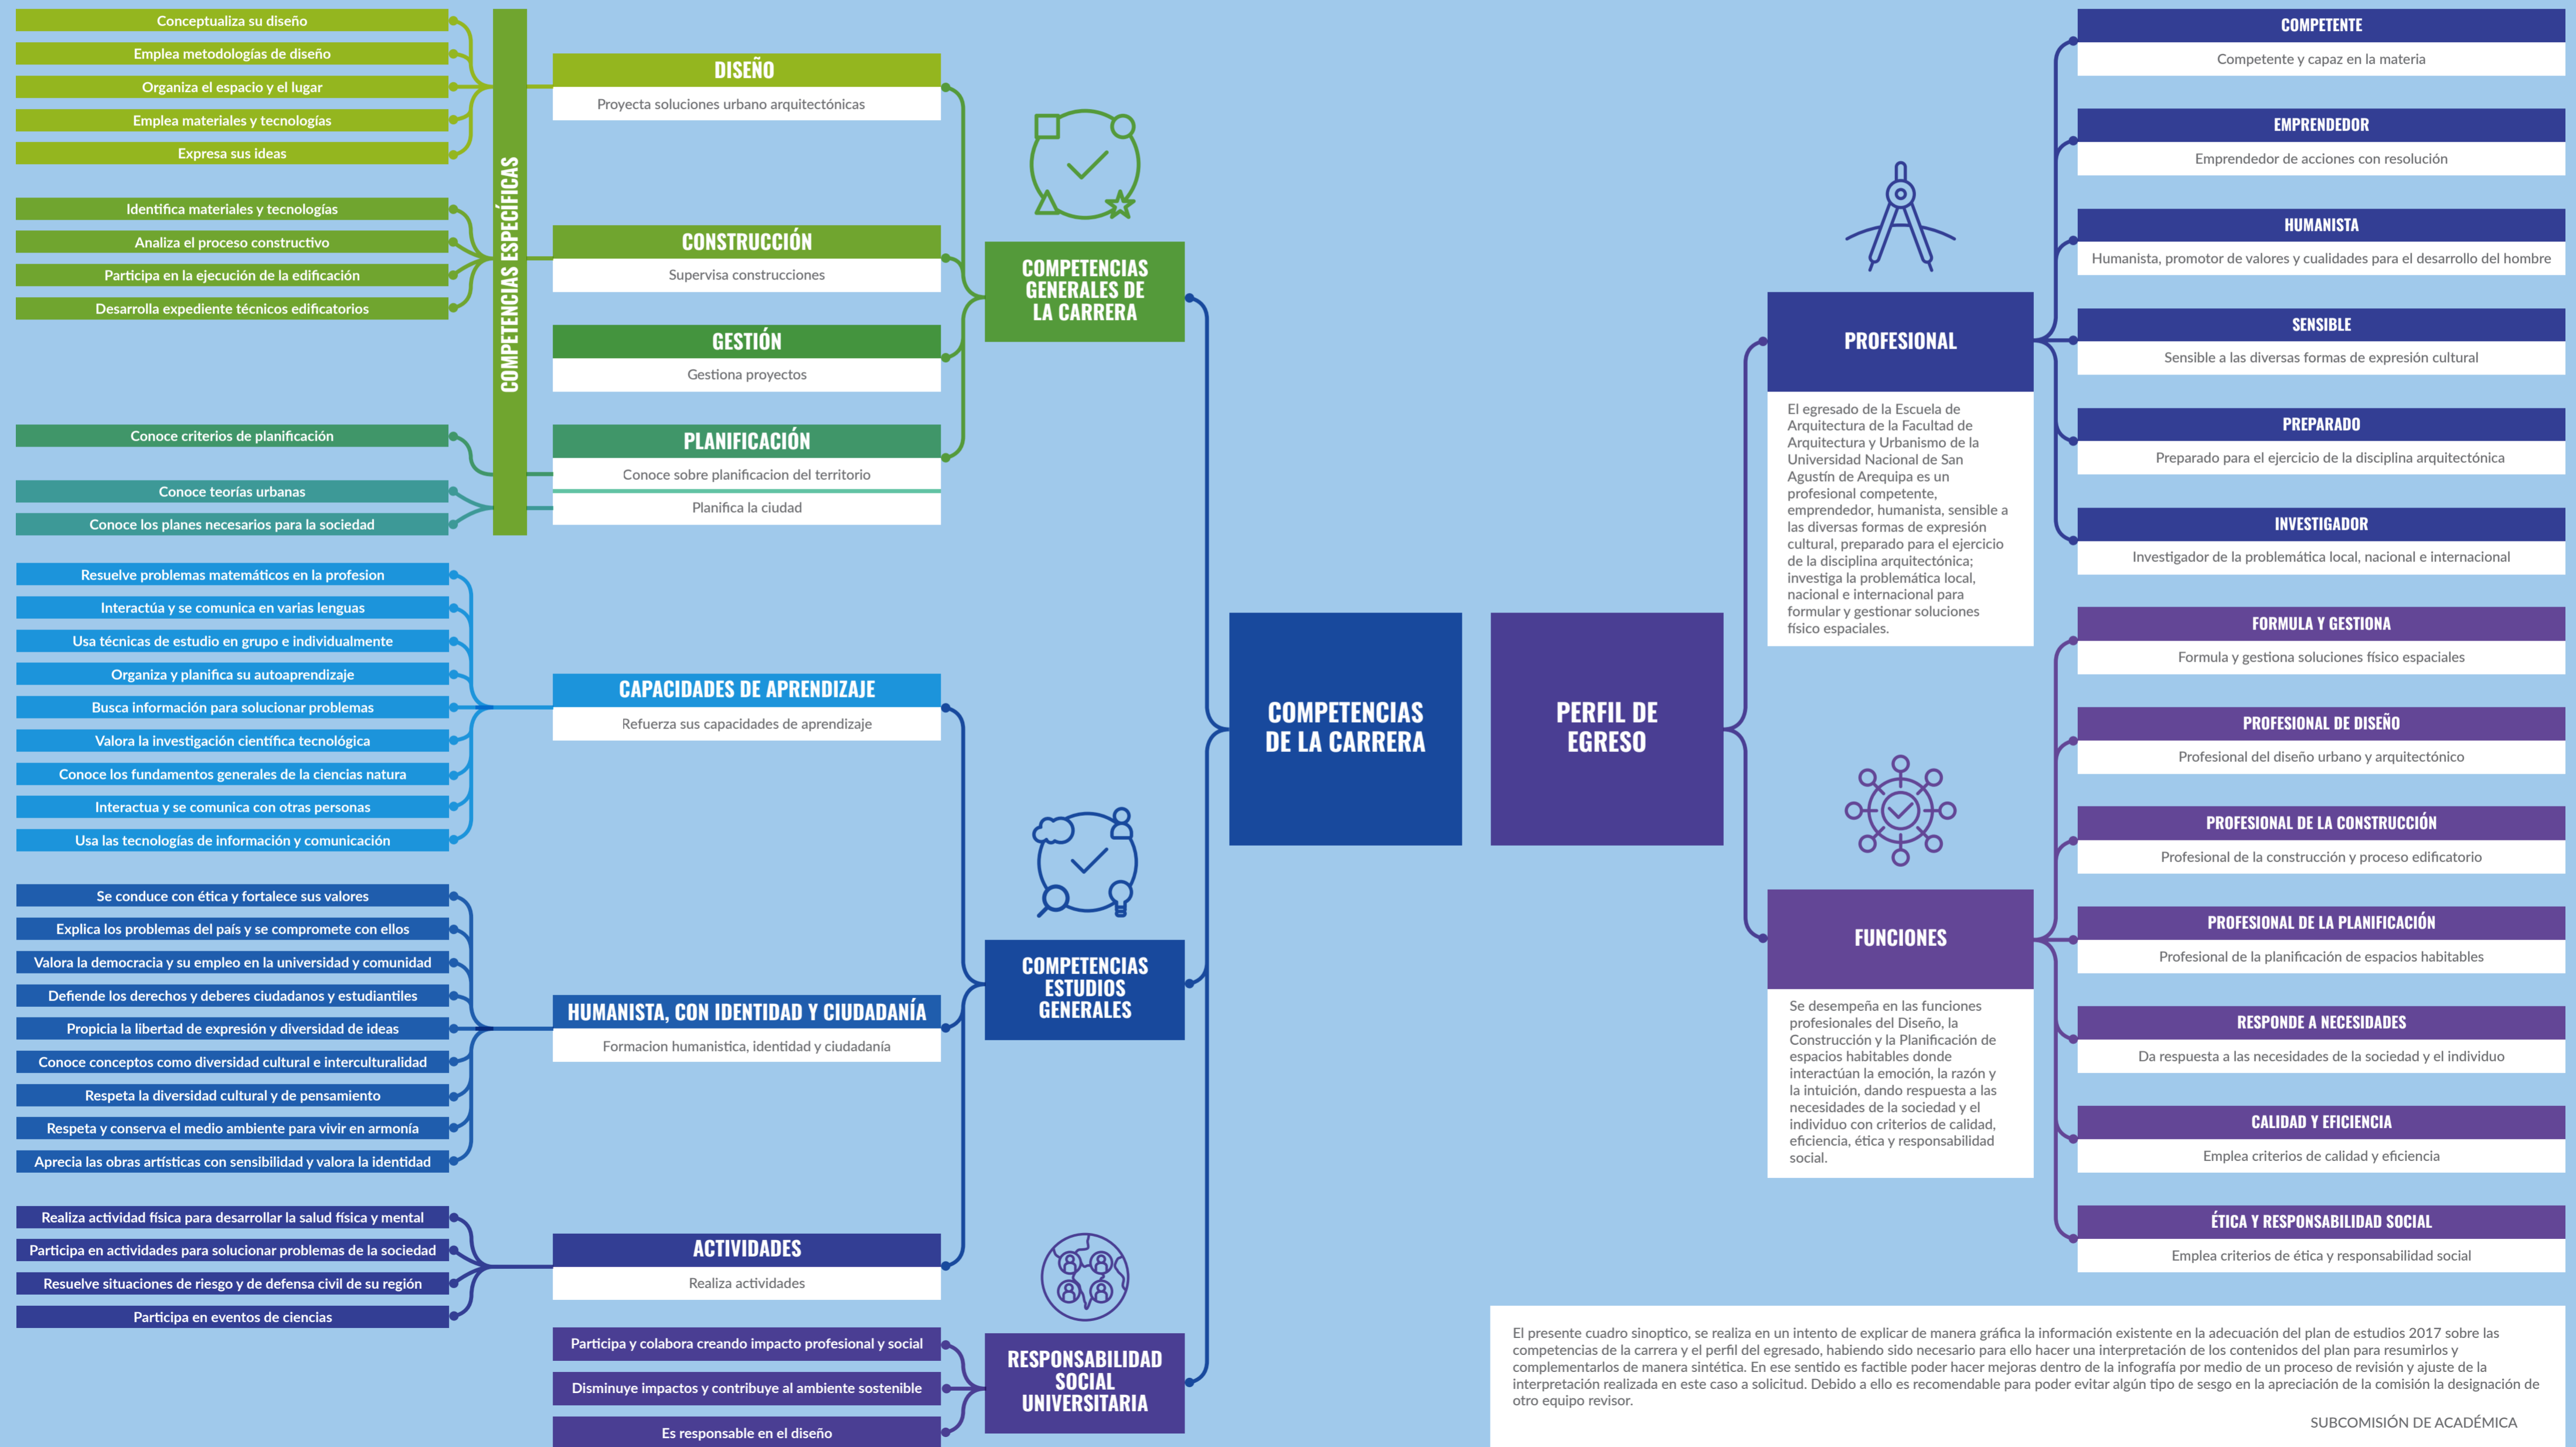 Conceptualiza su diseño
Emplea metodologías de diseño
Organiza el espacio y el lugar
Emplea materiales y tecnologías
Expresa sus ideas
Identifica materiales y tecnologías
Analiza el proceso constructivo
Participa en la ejecución de la edificación
Desarrolla expediente técnicos edificatorios
Conoce criterios de planificación
Conoce teorías urbanas
Conoce los planes necesarios para la sociedad
COMPETENCIAS ESPECÍFICAS
DISEÑO
Proyecta soluciones urbano arquitectónicas
CONSTRUCCIÓN
Supervisa construcciones
GESTIÓN
Gestiona proyectos
PLANIFICACIÓN
Conoce sobre planificacion del territorio
Planifica la ciudad
COMPETENCIAS
GENERALES DE
LA CARRERA
Resuelve problemas matemáticos en la profesion
Interactúa y se comunica en varias lenguas
Usa técnicas de estudio en grupo e individualmente
Organiza y planifica su autoaprendizaje
Busca información para solucionar problemas
Valora la investigación científica tecnológica
Conoce los fundamentos generales de la ciencias natura
Interactua y se comunica con otras personas
Usa las tecnologías de información y comunicación
CAPACIDADES DE APRENDIZAJE
Refuerza sus capacidades de aprendizaje
Se conduce con ética y fortalece sus valores
Explica los problemas del país y se compromete con ellos
Valora la democracia y su empleo en la universidad y comunidad
Defiende los derechos y deberes ciudadanos y estudiantiles
Propicia la libertad de expresión y diversidad de ideas
Conoce conceptos como diversidad cultural e interculturalidad
Respeta la diversidad cultural y de pensamiento
Respeta y conserva el medio ambiente para vivir en armonía
Aprecia las obras artísticas con sensibilidad y valora la identidad
HUMANISTA, CON IDENTIDAD Y CIUDADANÍA
Formacion humanistica, identidad y ciudadanía
COMPETENCIAS
ESTUDIOS
GENERALES
Realiza actividad física para desarrollar la salud física y mental
Participa en actividades para solucionar problemas de la sociedad
Resuelve situaciones de riesgo y de defensa civil de su región
Participa en eventos de ciencias
ACTIVIDADES
Realiza actividades
Participa y colabora creando impacto profesional y social
Disminuye impactos y contribuye al ambiente sostenible
Es responsable en el diseño
RESPONSABILIDAD
SOCIAL
UNIVERSITARIA
COMPETENCIAS
DE LA CARRERA
PERFIL DE
EGRESO
PROFESIONAL
El egresado de la Escuela de
Arquitectura de la Facultad de
Arquitectura y Urbanismo de la
Universidad Nacional de San
Agustín de Arequipa es un
profesional competente,
emprendedor, humanista, sensible a
las diversas formas de expresión
cultural, preparado para el ejercicio
de la disciplina arquitectónica;
investiga la problemática local,
nacional e internacional para
formular y gestionar soluciones
físico espaciales.
FUNCIONES
Se desempeña en las funciones
profesionales del Diseño, la
Construcción y la Planificación de
espacios habitables donde
interactúan la emoción, la razón y
la intuición, dando respuesta a las
necesidades de la sociedad y el
individuo con criterios de calidad,
eficiencia, ética y responsabilidad
social.
COMPETENTE
Competente y capaz en la materia
EMPRENDEDOR
Emprendedor de acciones con resolución
HUMANISTA
Humanista, promotor de valores y cualidades para el desarrollo del hombre
SENSIBLE
Sensible a las diversas formas de expresión cultural
PREPARADO
Preparado para el ejercicio de la disciplina arquitectónica
INVESTIGADOR
Investigador de la problemática local, nacional e internacional
FORMULA Y GESTIONA
Formula y gestiona soluciones físico espaciales
PROFESIONAL DE DISEÑO
Profesional del diseño urbano y arquitectónico
PROFESIONAL DE LA CONSTRUCCIÓN
Profesional de la construcción y proceso edificatorio
PROFESIONAL DE LA PLANIFICACIÓN
Profesional de la planificación de espacios habitables
RESPONDE A NECESIDADES
Da respuesta a las necesidades de la sociedad y el individuo
CALIDAD Y EFICIENCIA
Emplea criterios de calidad y eficiencia
ÉTICA Y RESPONSABILIDAD SOCIAL
Emplea criterios de ética y responsabilidad social
El presente cuadro sinoptico, se realiza en un intento de explicar de manera gráfica la información existente en la adecuación del plan de estudios 2017 sobre las
competencias de la carrera y el perfil del egresado, habiendo sido necesario para ello hacer una interpretación de los contenidos del plan para resumirlos y
complementarlos de manera sintética. En ese sentido es factible poder hacer mejoras dentro de la infografía por medio de un proceso de revisión y ajuste de la
interpretación realizada en este caso a solicitud. Debido a ello es recomendable para poder evitar algún tipo de sesgo en la apreciación de la comisión la designación de
otro equipo revisor.
SUBCOMISIÓN DE ACADÉMICA